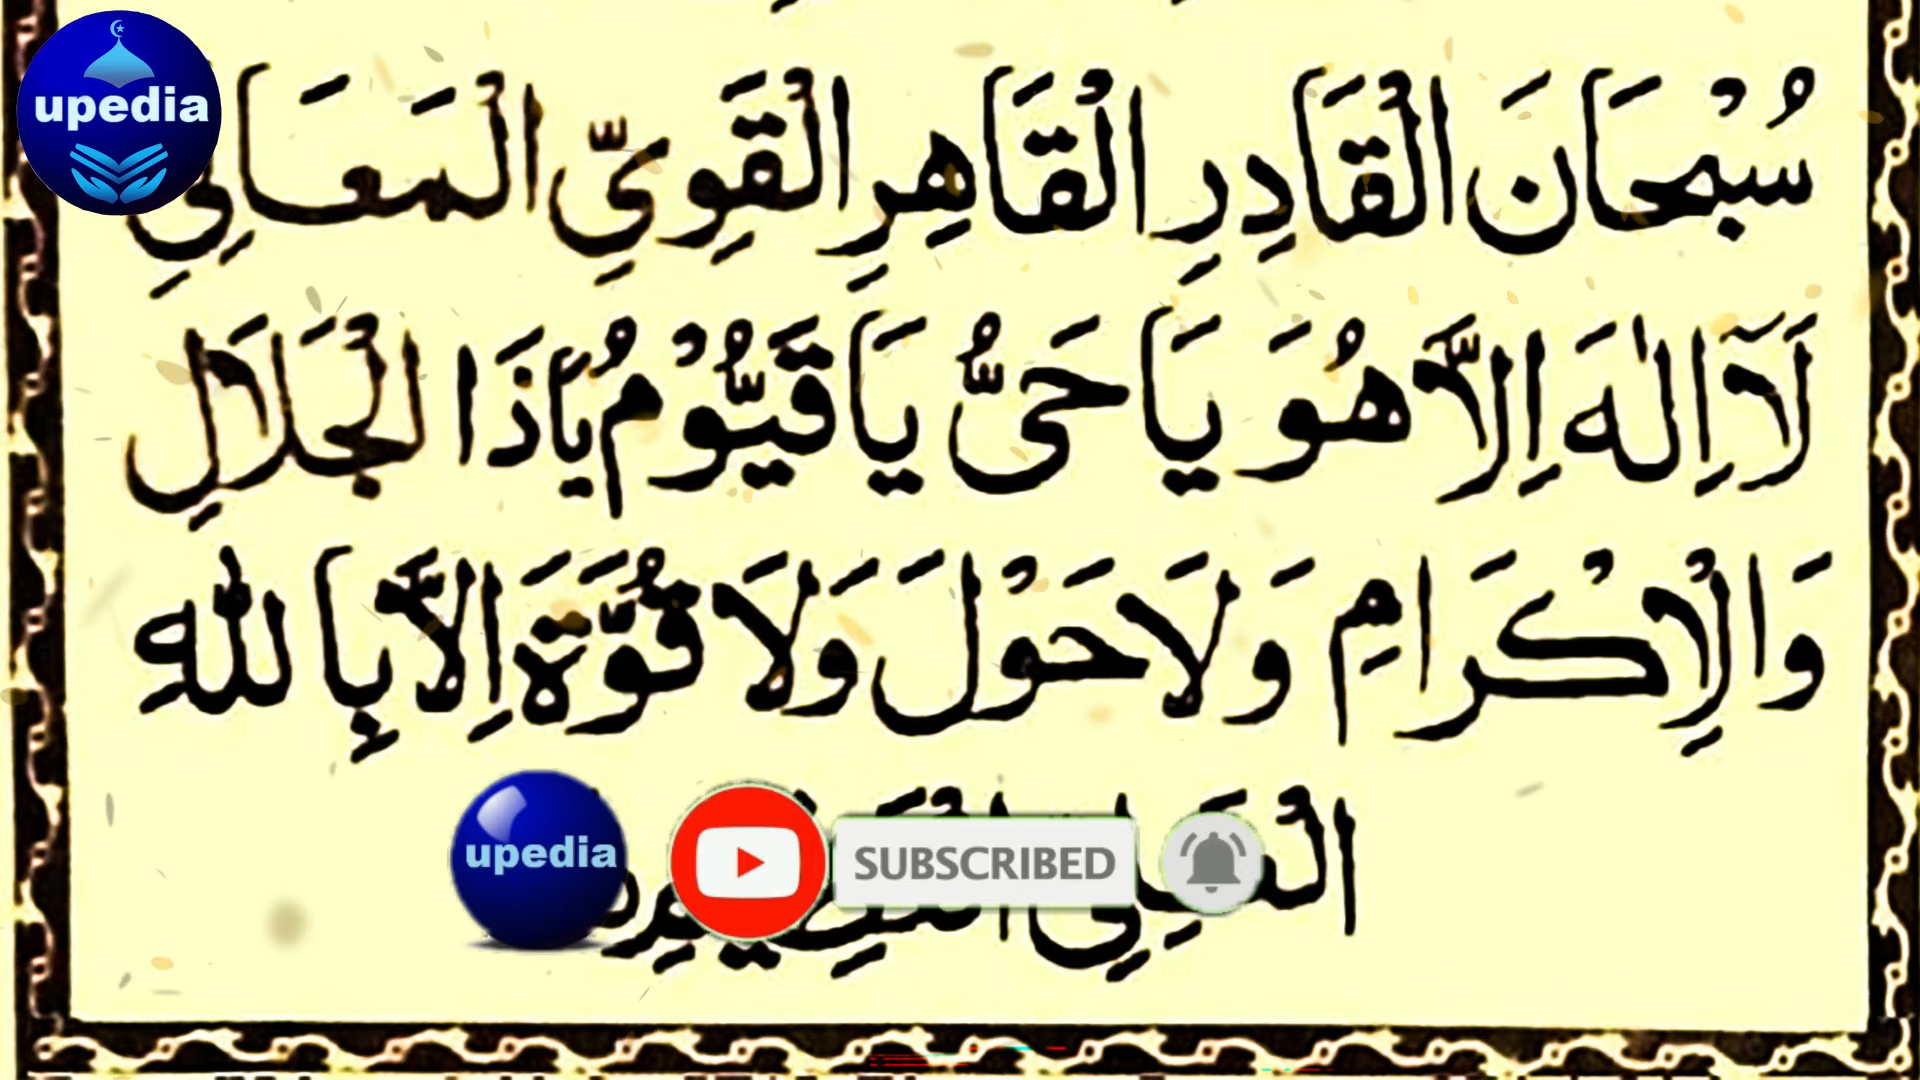 upedia
سُبْحَانَ الْقَادِرِ الْقَاهِرِ الْقَوِىِّ الْمَعَالِىِ
لَآ اِلٰهَ اِلَّا هُوَ يَا حَىُّ يَا قَيُّوْمُ يَا ذَا الْجَلَالِ
وَالْاِكْرَامِ وَلَا حَوْلَ وَلَا قُوَّةَ اِلَّا بِاللّٰهِ
upedia SUBSCRIBED